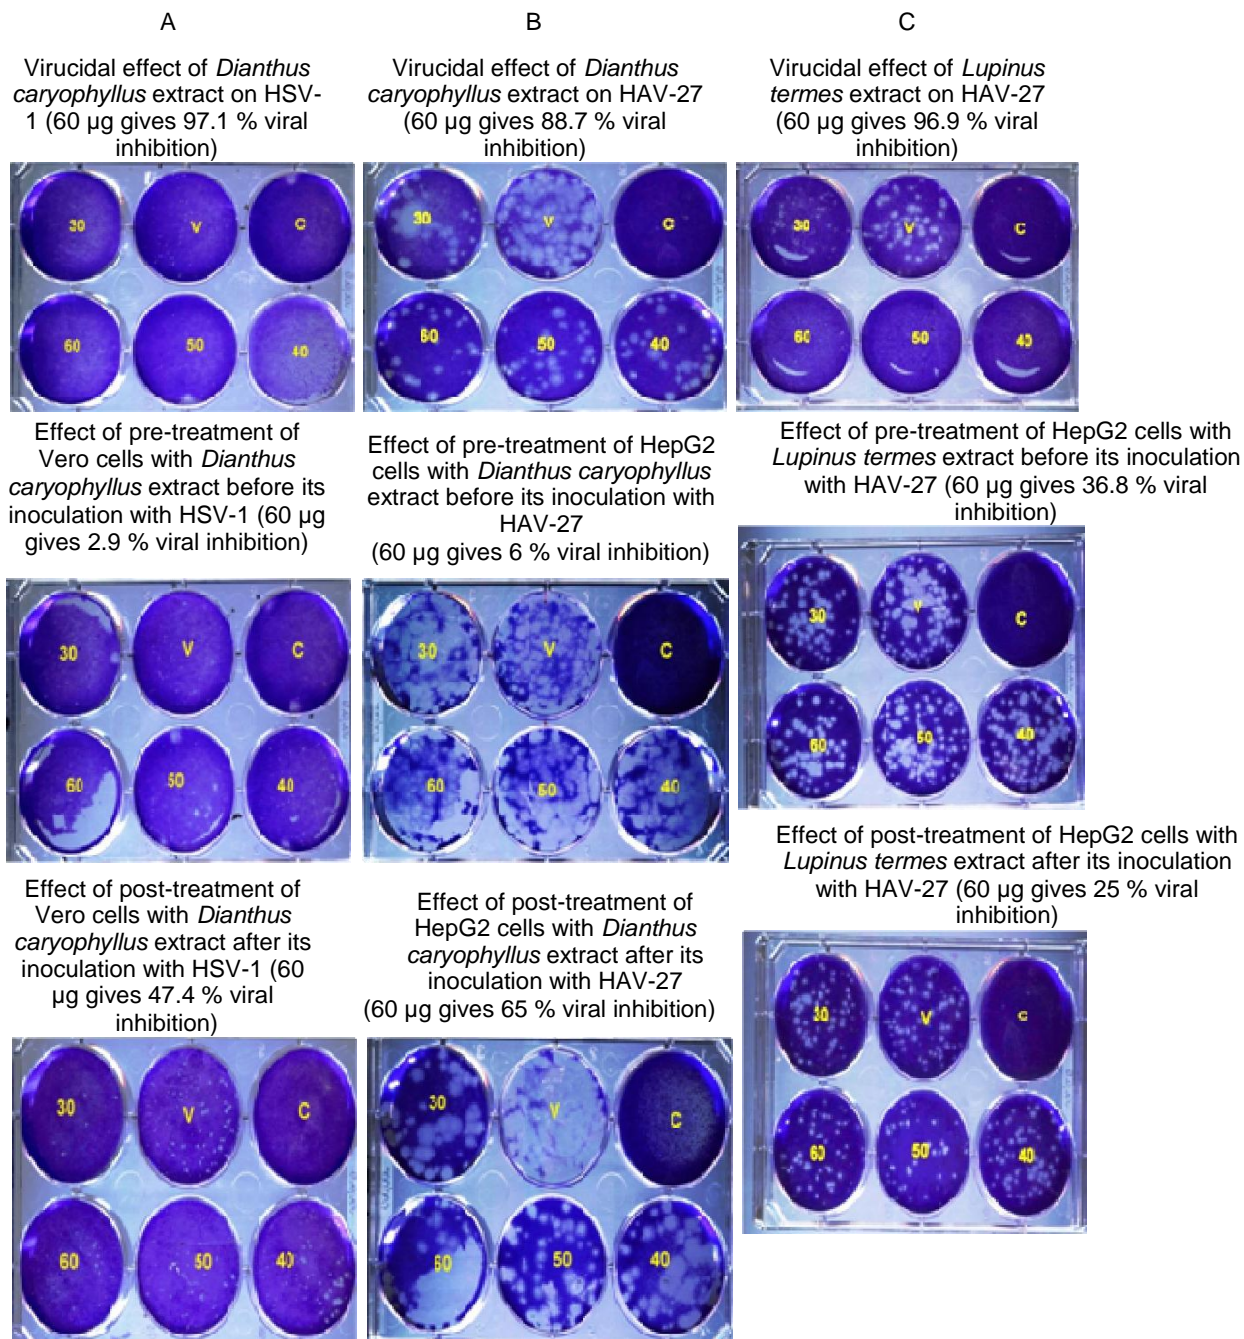 A
Virucidal effect of Dianthus
caryophyllus extract on HSV-
1 (60 µg gives 97.1 % viral
inhibition)
30
V
C
60
50
40
Effect of pre-treatment of
Vero cells with Dianthus
caryophyllus extract before its
inoculation with HSV-1 (60 µg
gives 2.9 % viral inhibition)
30
V
C
60
50
40
Effect of post-treatment of
Vero cells with Dianthus
caryophyllus extract after its
inoculation with HSV-1 (60
µg gives 47.4 % viral
inhibition)
30
V
C
60
50
40
B
Virucidal effect of Dianthus
caryophyllus extract on HAV-27
(60 µg gives 88.7 % viral
inhibition)
30
V
C
60
50
40
Effect of pre-treatment of HepG2
cells with Dianthus caryophyllus
extract before its inoculation with
HAV-27
(60 µg gives 6 % viral inhibition)
30
V
C
60
50
40
Effect of post-treatment of
HepG2 cells with Dianthus
caryophyllus extract after its
inoculation with HAV-27
(60 µg gives 65 % viral inhibition)
30
V
C
60
50
40
C
Virucidal effect of Lupinus
termes extract on HAV-27
(60 µg gives 96.9 % viral
inhibition)
30
V
C
60
50
40
Effect of pre-treatment of HepG2 cells with
Lupinus termes extract before its inoculation
with HAV-27 (60 µg gives 36.8 % viral
inhibition)
30
V
C
60
50
40
Effect of post-treatment of HepG2 cells with
Lupinus termes extract after its inoculation
with HAV-27 (60 µg gives 25 % viral
inhibition)
30
V
C
60
50
40